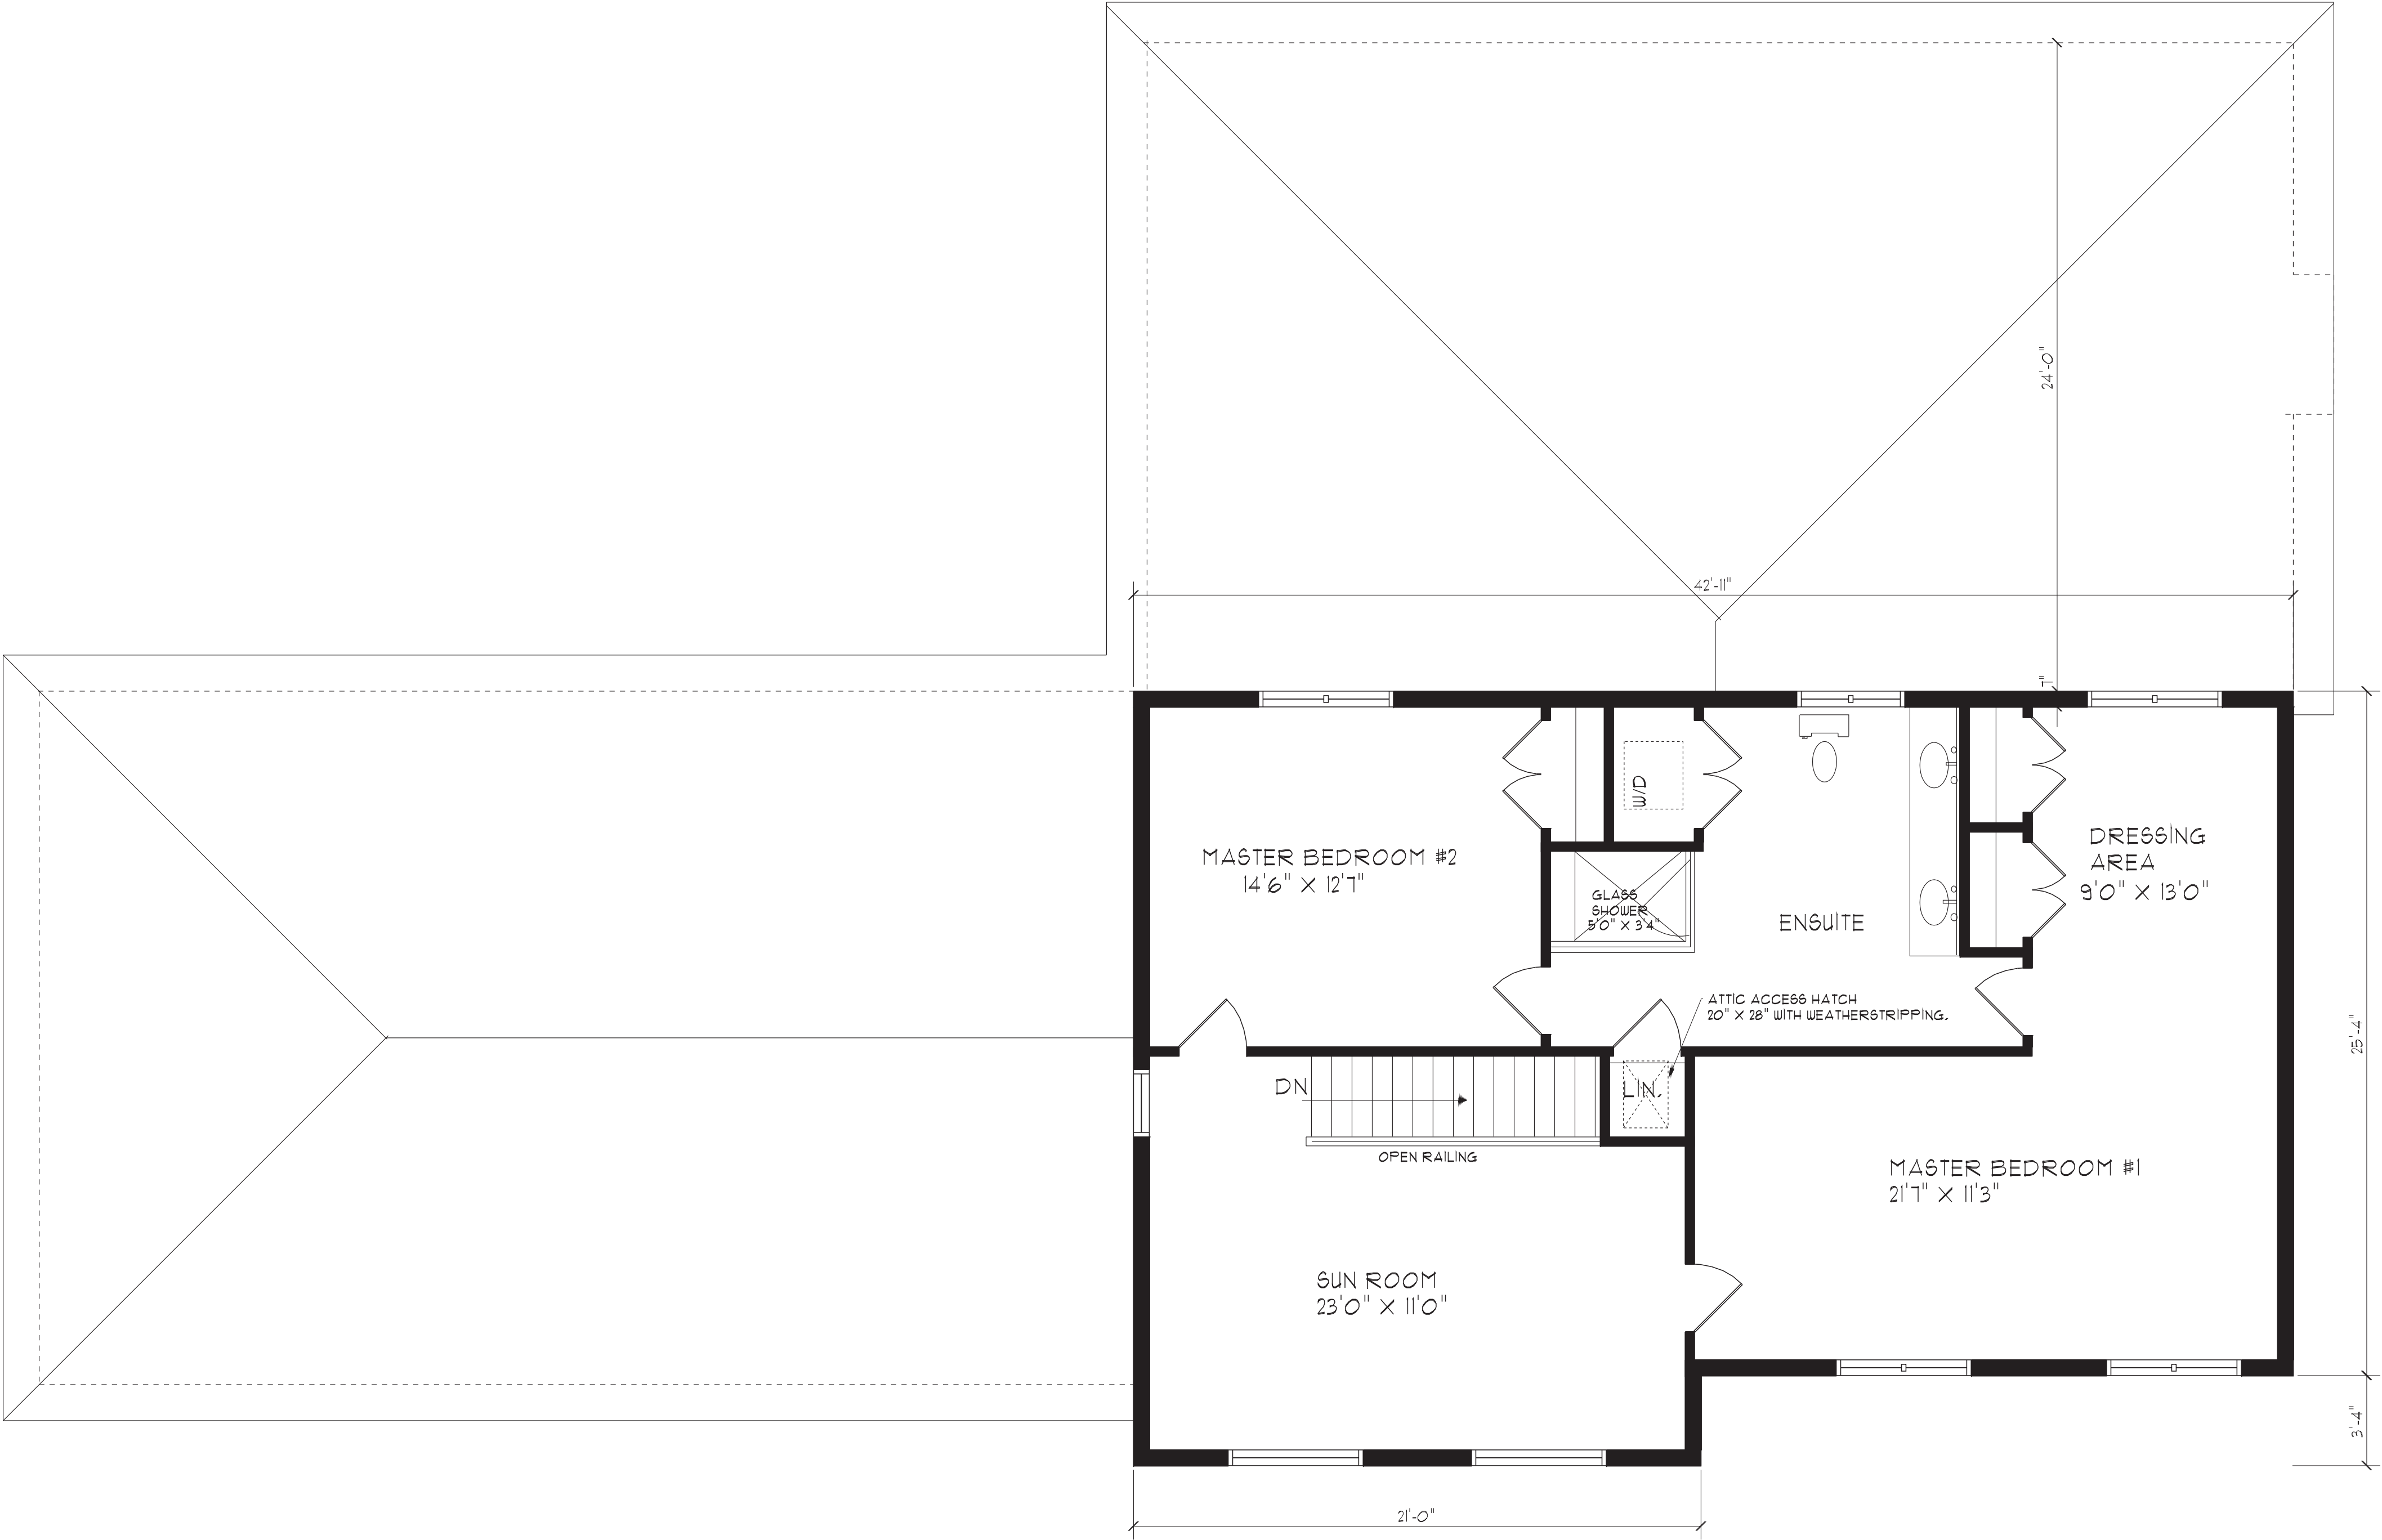 24'-0"
42'-11"
7"
W/D
MASTER BEDROOM #2
14'6" X 12'7"
DRESSING
AREA
9'0" X 13'0"
GLASS
SHOWER
5'0" X 3'4"
ENSUITE
ATTIC ACCESS HATCH
20" X 28" WITH WEATHERSTRIPPING.
25'-4"
DN
LIN.
OPEN RAILING
MASTER BEDROOM #1
21'7" X 11'3"
SUN ROOM
23'0" X 11'0"
3'-4"
21'-0"